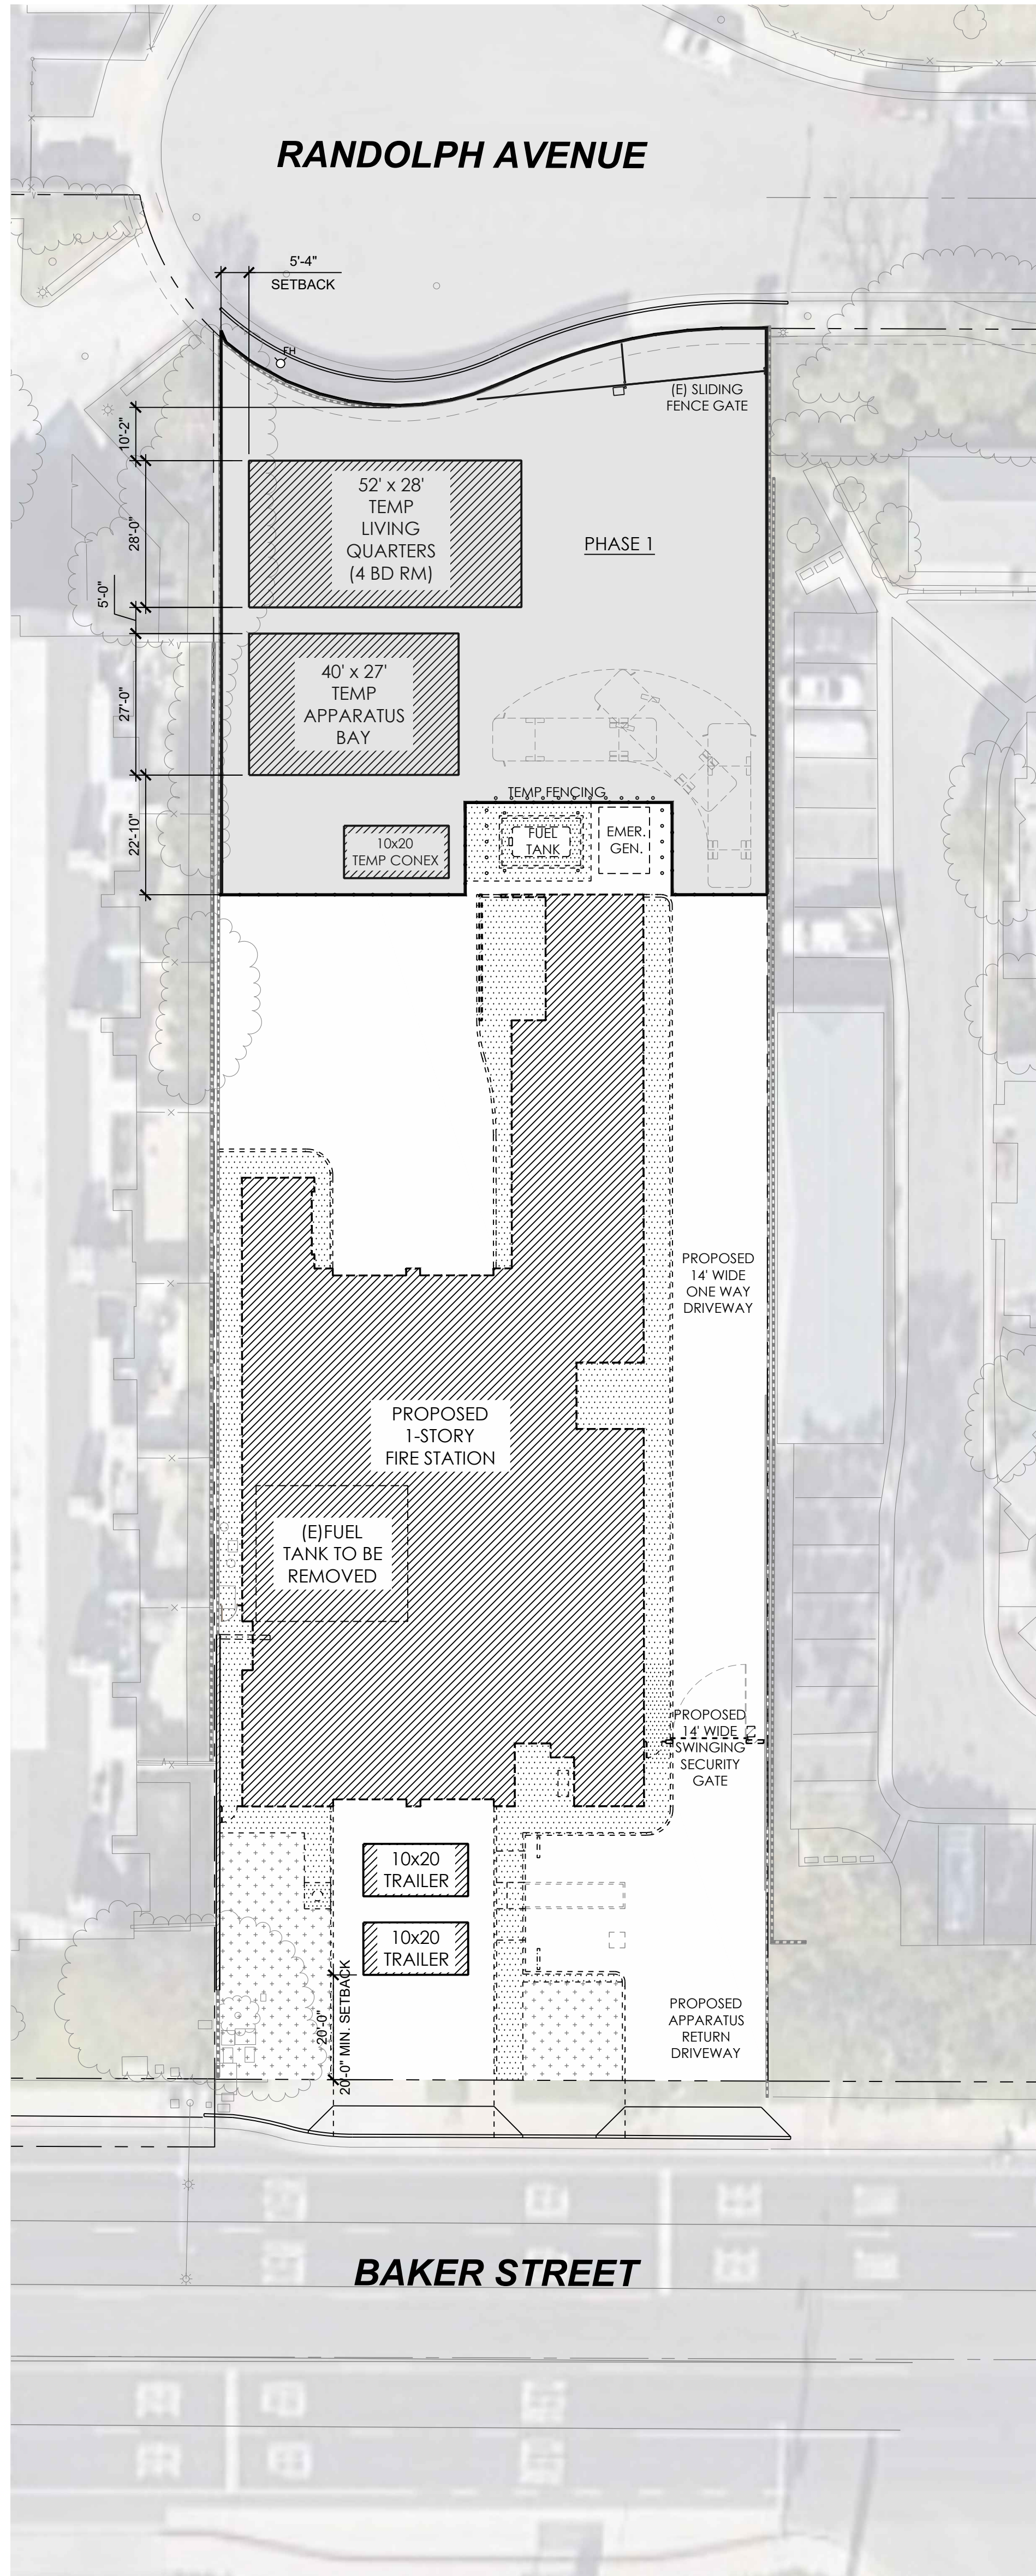 RANDOLPH AVENUE
5'-4"
SETBACK
FH
(E) SLIDING
FENCE GATE
10'-2"
28'-0"
5'-0"
27'-0"
22'-10"
52' x 28'
TEMP
LIVING
QUARTERS
(4 BD RM)
PHASE 1
40' x 27'
TEMP
APPARATUS
BAY
TEMP FENCING
10x20
TEMP CONEX
FUEL
TANK
EMER.
GEN.
PROPOSED
14' WIDE
ONE WAY
DRIVEWAY
PROPOSED
1-STORY
FIRE STATION
(E)FUEL
TANK TO BE
REMOVED
PROPOSED
14' WIDE
SWINGING
SECURITY
GATE
10x20
TRAILER
10x20
TRAILER
20'-0"
20'-0" MIN. SETBACK
PROPOSED
APPARATUS
RETURN
DRIVEWAY
BAKER STREET